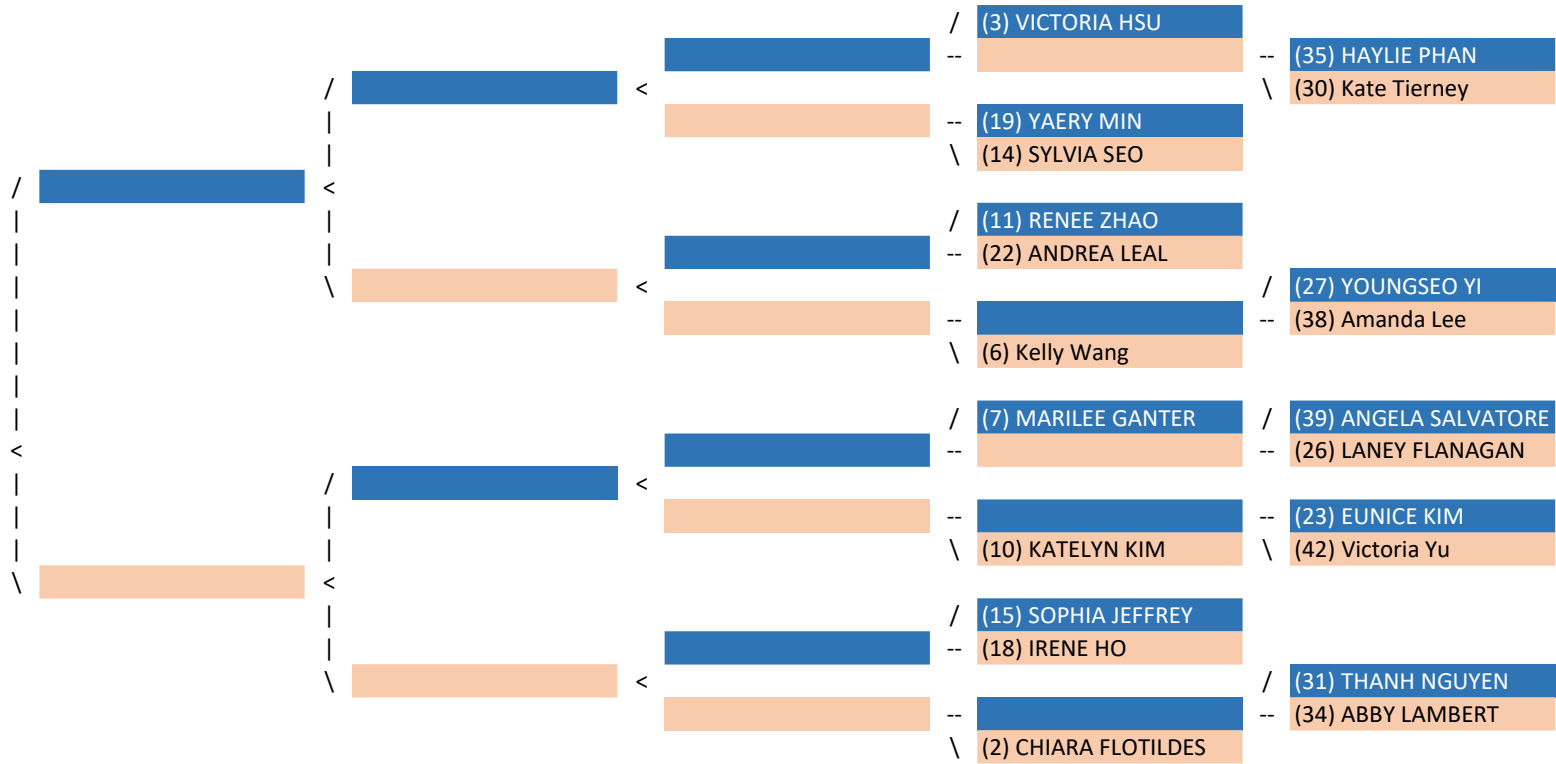 (3) VICTORIA HSU
(35) HAYLIE PHAN
(30) Kate Tierney
(19) YAERY MIN
(14) SYLVIA SEO
(11) RENEE ZHAO
(22) ANDREA LEAL
(27) YOUNGSEO YI
(38) Amanda Lee
(6) Kelly Wang
(7) MARILEE GANTER
(39) ANGELA SALVATORE
(26) LANEY FLANAGAN
(23) EUNICE KIM
(10) KATELYN KIM
(42) Victoria Yu
(15) SOPHIA JEFFREY
(18) IRENE HO
(31) THANH NGUYEN
(34) ABBY LAMBERT
(2) CHIARA FLOTILDES